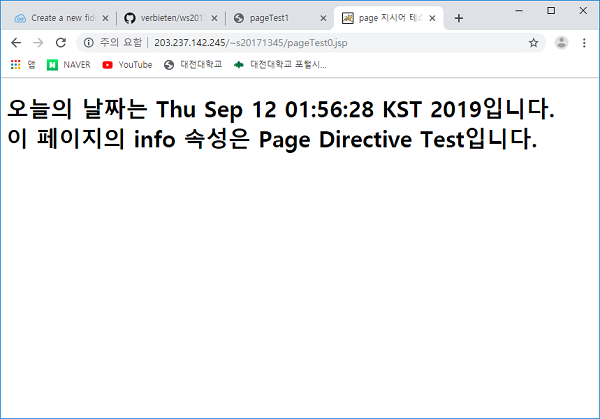 Create a new fid
verbieten/ws201
pageTest1
page 지시어 테스
주의 요함 | 203.237.142.245/~s20171345/pageTest0.jsp
앱 NAVER YouTube 대전대학교 대전대학교 포털시...
오늘의 날짜는 Thu Sep 12 01:56:28 KST 2019입니다.
이 페이지의 info 속성은 Page Directive Test입니다.